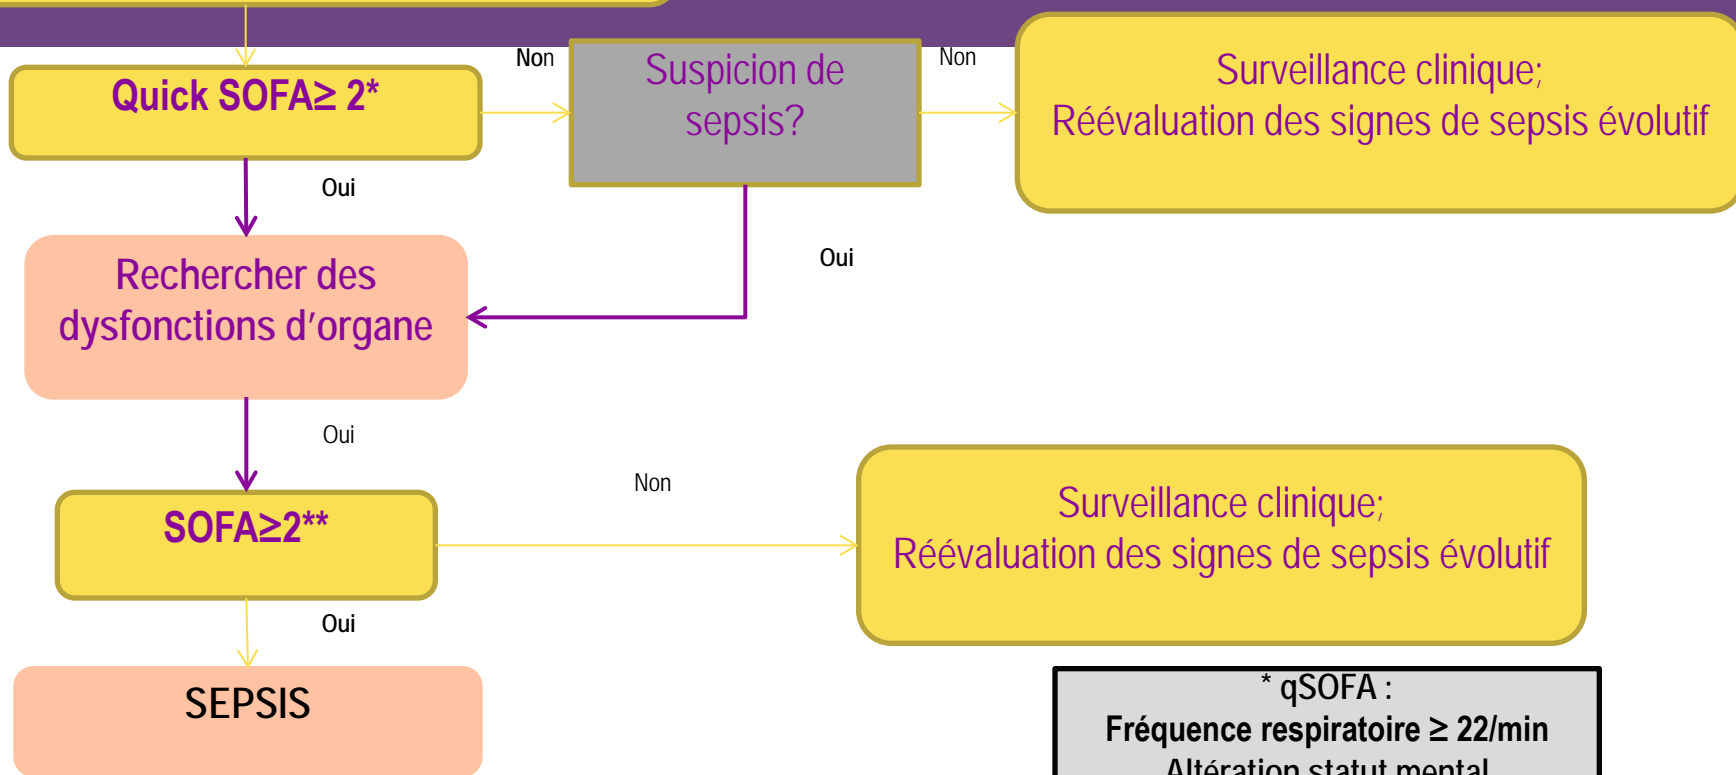 Quick SOFA≥ 2*
Non
Suspicion de
sepsis?
Non
Surveillance clinique;
Réévaluation des signes de sepsis évolutif
Oui
Oui
Rechercher des
dysfonctions d'organe
Oui
Non
SOFA≥2**
Surveillance clinique;
Réévaluation des signes de sepsis évolutif
Oui
SEPSIS
* qSOFA :
Fréquence respiratoire ≥ 22/min
Altération statut mental